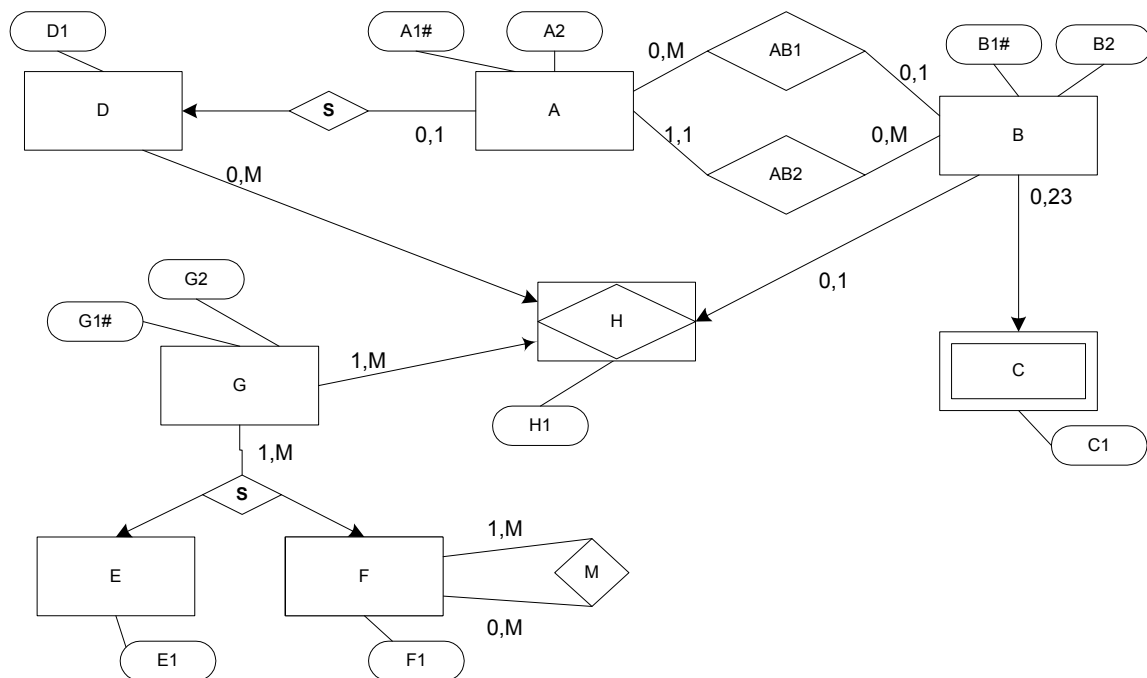 D1
A1#
A2
B1#
B2
AB1
0,M
0,1
D
S
A
0,1
B
1,1
0,M
AB2
0,M
0,23
G2
0,1
G1#
H
1,M
G
C
H1
1,M
C1
S
1,M
E
F
M
0,M
E1
F1